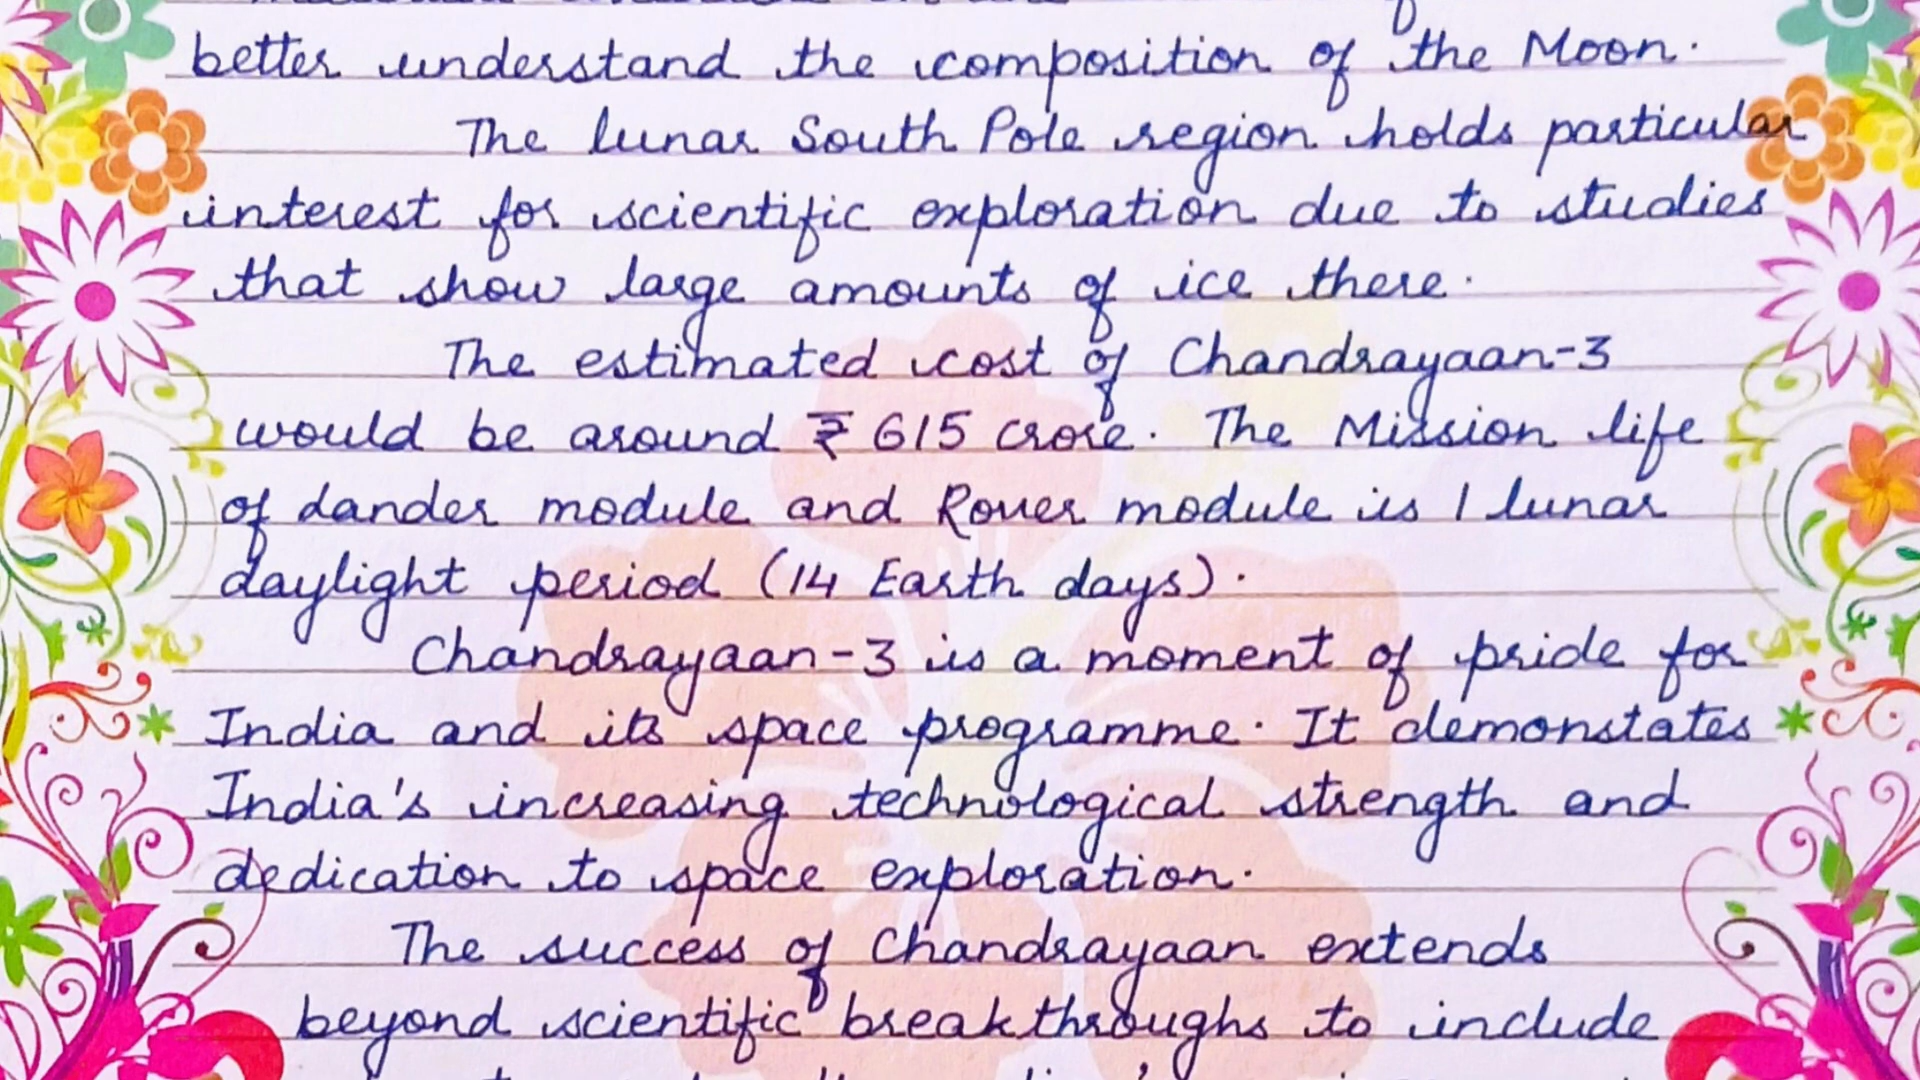 better understand the composition of the Moon.
The lunar South Pole region holds particular
interest for scientific exploration due to studies
that show large amounts of ice there.
The estimated cost of Chandrayaan-3
would be around ₹ 615 crore. The Mission life
of dander module and Rover module is 1 lunar
daylight period (14 Earth days).
Chandrayaan-3 is a moment of pride for
India and its space programme. It demonstates
India's increasing technological strength and
dedication to space exploration.
The success of Chandrayaan extends
beyond scientific breakthroughs to include